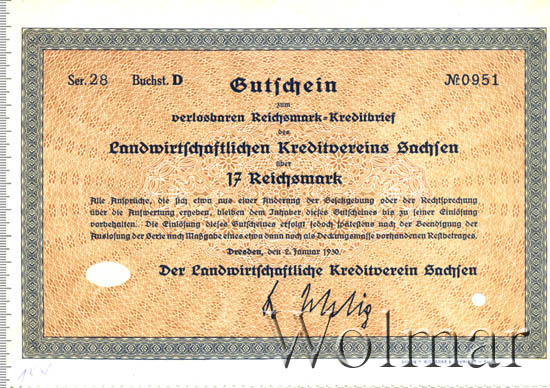 Ser. 28 Buchst. D Gutschein № 0951
zum
verlosbaren Reichsmark-Kreditbrief
des
Landwirtschaftlichen Kreditvereins Sachsen
über
17 Reichsmark
Alle Ansprüche, die sich etwa aus einer Änderung der Gesetzgebung oder der Rechtsprechung
über die Aufwertung ergeben, bleiben dem Inhaber dieses Gutscheines bis zu seiner Einlösung
vorbehalten. Die Einlösung dieses Gutscheines erfolgt jedoch spätestens nach der Beendigung der
Auslosung der Serie nach Maßgabe eines etwa dann noch als Deckungsmasse vorhandenen Restbetrages.
Dresden, den 2. Januar 1930.
Der Landwirtschaftliche Kreditverein Sachsen
Wolmar